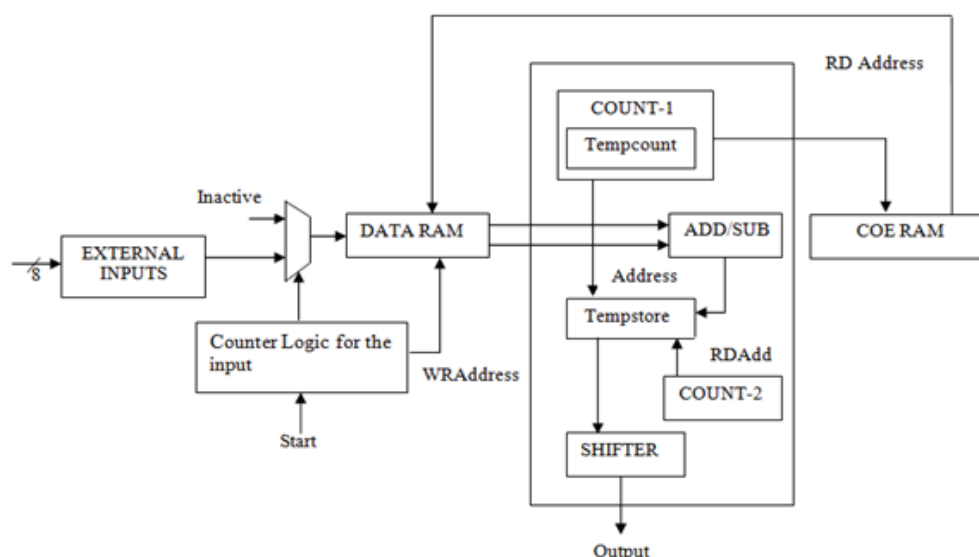 RD Address
COUNT-1
Tempcount
Inactive
DATA RAM
ADD/SUB
COE RAM
EXTERNAL
INPUTS
8
Address
Counter Logic for the
input
Tempstore
WRAddress
RDAdd
COUNT-2
Start
SHIFTER
Output